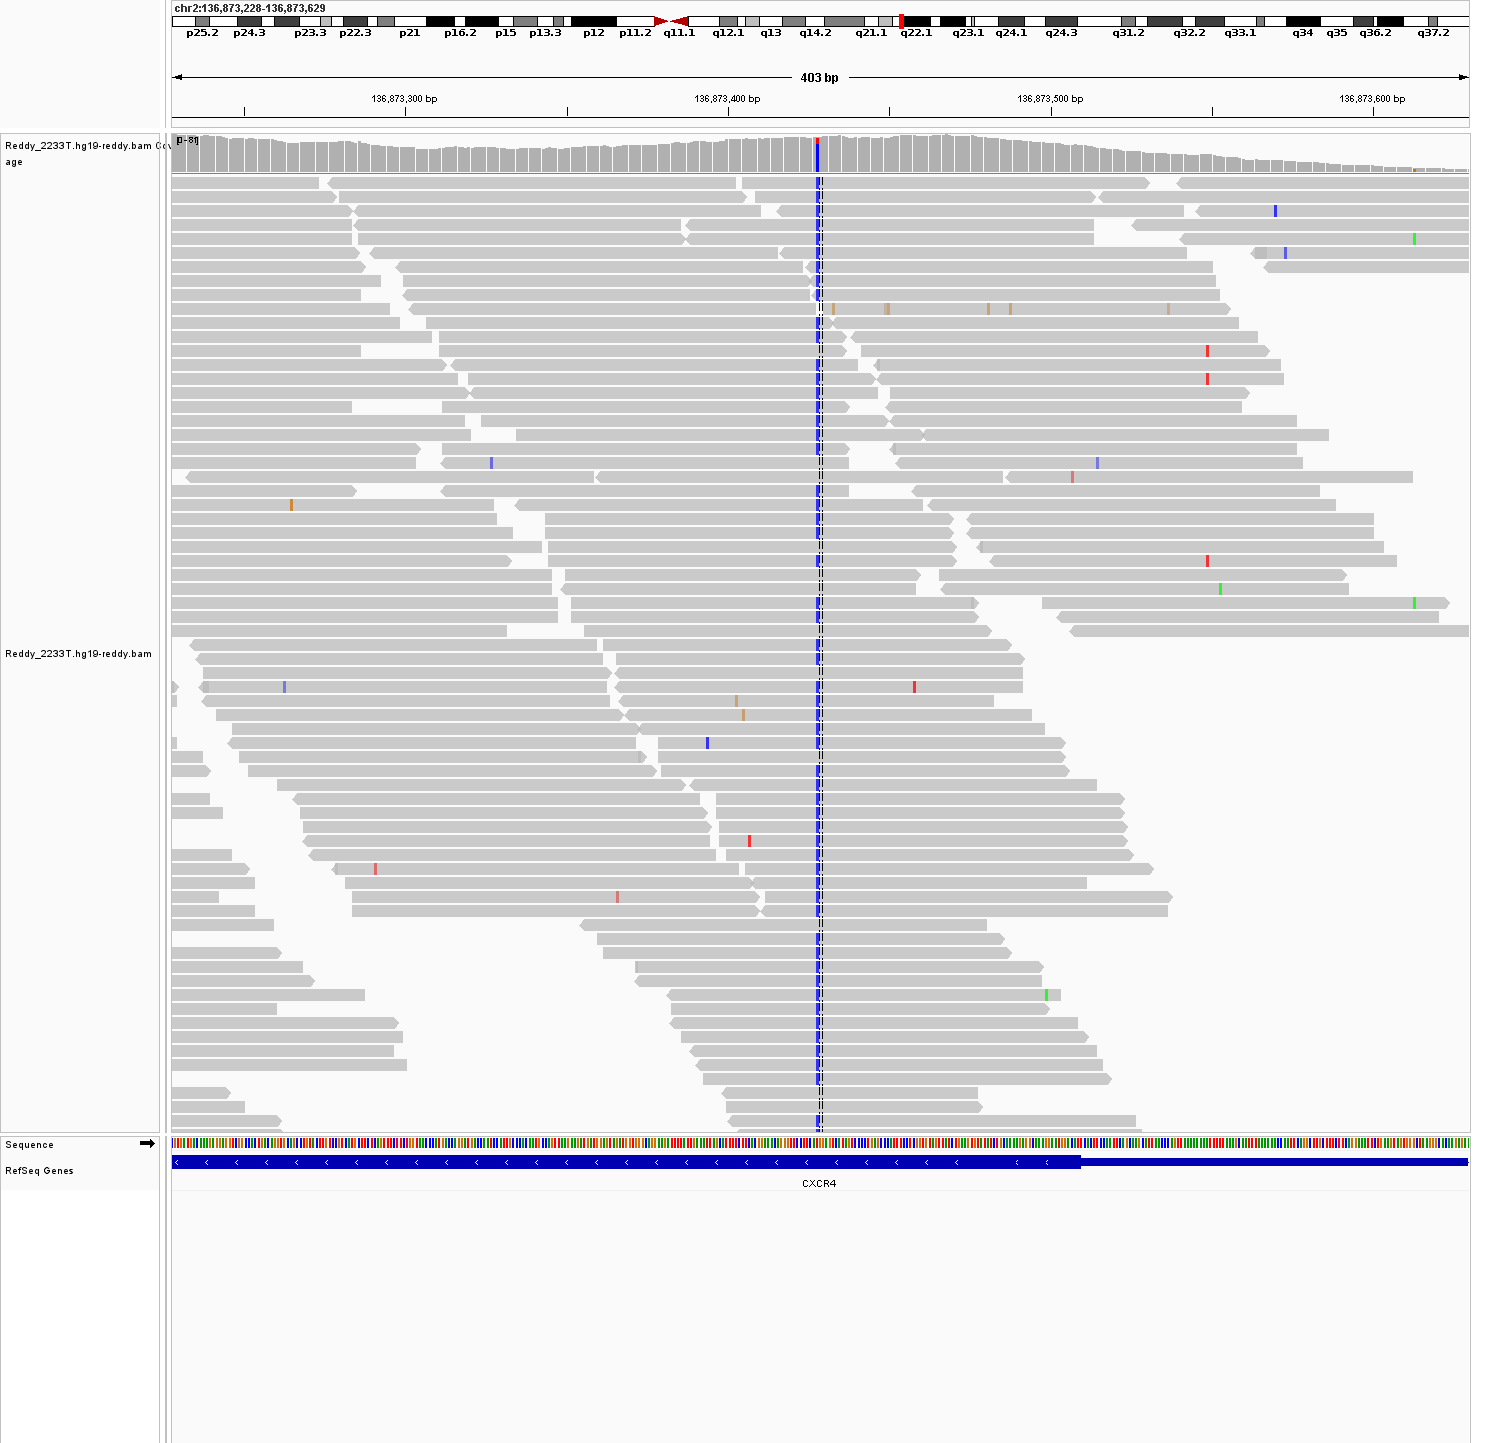 chr2:136,873,228-136,873,629
p25.2 p24.3 p23.3 p22.3 p21 p16.2 p15 p13.3 p12 p11.2 q11.1 q12.1 q13 q14.2 q21.1 q22.1 q23.1 q24.1 q24.3 q31.2 q32.2 q33.1 q34 q35 q36.2 q37.2
403 bp
136,873,300 bp 136,873,400 bp 136,873,500 bp 136,873,600 bp
[0-81]
Reddy_2233T.hg19-reddy.bam Cov
age
Reddy_2233T.hg19-reddy.bam
Sequence
RefSeq Genes
CXCR4